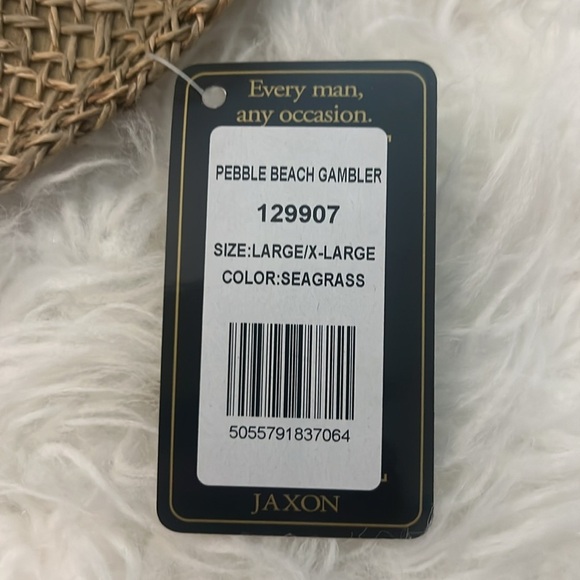 Every man,
any occasion.
PEBBLE BEACH GAMBLER
129907
SIZE:LARGE/X-LARGE
COLOR:SEAGRASS
5055791837064
JAXON